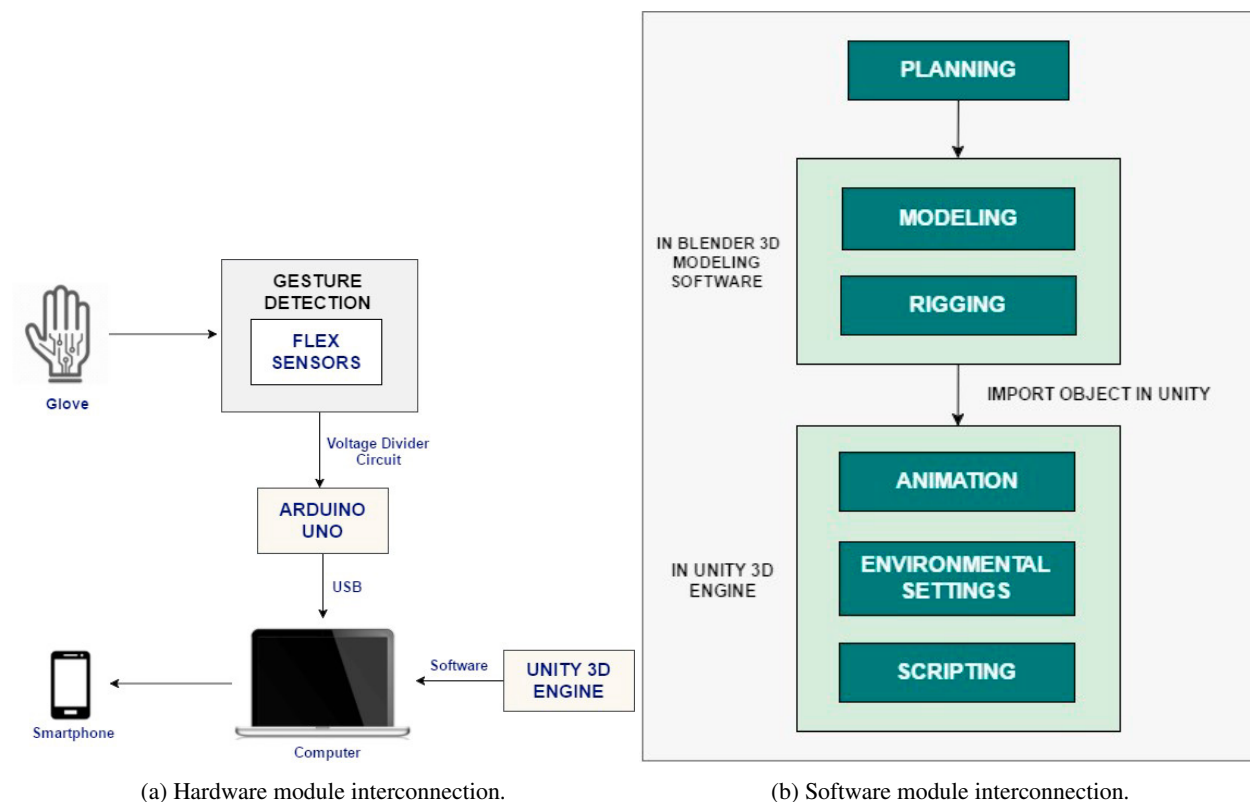 GESTURE
DETECTION
FLEX
SENSORS
Glove
Voltage Divider
Circuit
ARDUINO
UNO
USB
Software
UNITY 3D
ENGINE
Smartphone
Computer
(a) Hardware module interconnection.
PLANNING
IN BLENDER 3D
MODELING
SOFTWARE
MODELING
RIGGING
IMPORT OBJECT IN UNITY
IN UNITY 3D
ENGINE
ANIMATION
ENVIRONMENTAL
SETTINGS
SCRIPTING
(b) Software module interconnection.